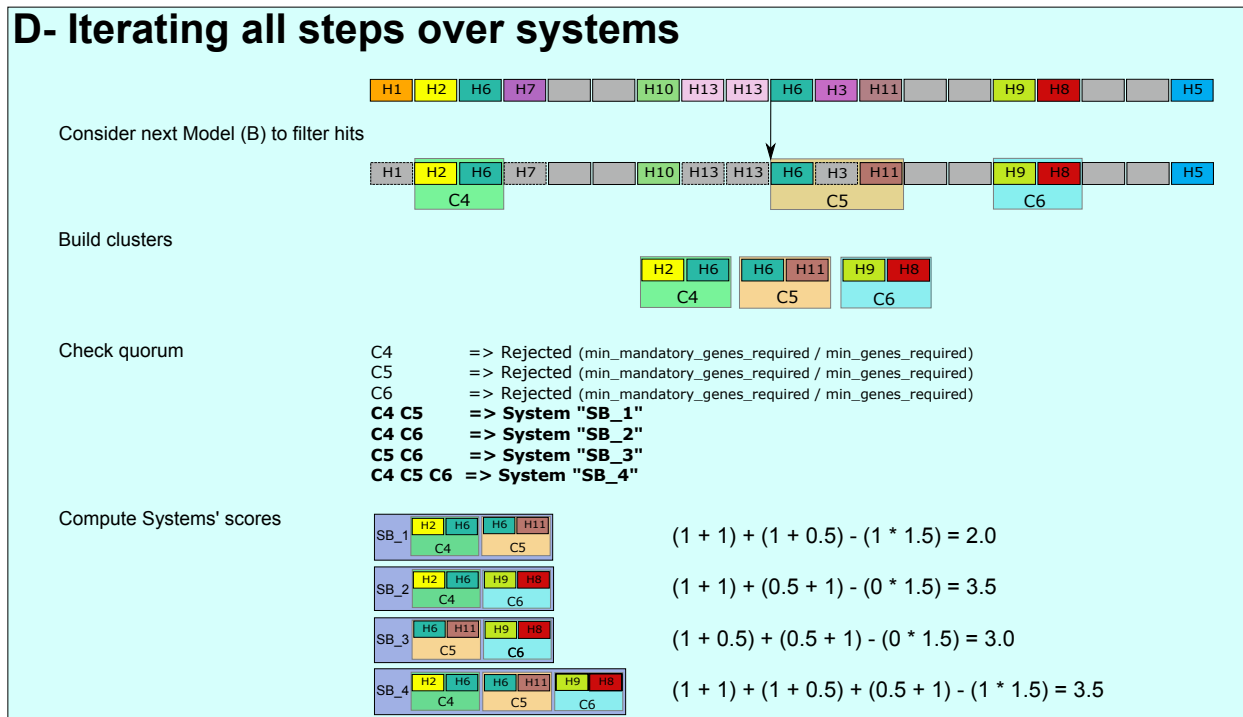 D- Iterating all steps over systems
H1 H2 H6 H7 H10 H13 H13 H6 H3 H11 H9 H8 H5
Consider next Model (B) to filter hits
H1 H2 H6 H7 H10 H13 H13 H6 H3 H11 H9 H8 H5
C4 C5 C6
Build clusters
H2 H6 H6 H11 H9 H8
C4 C5 C6
Check quorum
C4 => Rejected (min_mandatory_genes_required / min_genes_required)
C5 => Rejected (min_mandatory_genes_required / min_genes_required)
C6 => Rejected (min_mandatory_genes_required / min_genes_required)
C4 C5 => System "SB_1"
C4 C6 => System "SB_2"
C5 C6 => System "SB_3"
C4 C5 C6 => System "SB_4"
Compute Systems' scores
SB_1 H2 H6 H6 H11
C4 C5
(1 + 1) + (1 + 0.5) - (1 * 1.5) = 2.0
SB_2 H2 H6 H9 H8
C4 C6
(1 + 1) + (0.5 + 1) - (0 * 1.5) = 3.5
SB_3 H6 H11 H9 H8
C5 C6
(1 + 0.5) + (0.5 + 1) - (0 * 1.5) = 3.0
SB_4 H2 H6 H6 H11 H9 H8
C4 C5 C6
(1 + 1) + (1 + 0.5) + (0.5 + 1) - (1 * 1.5) = 3.5